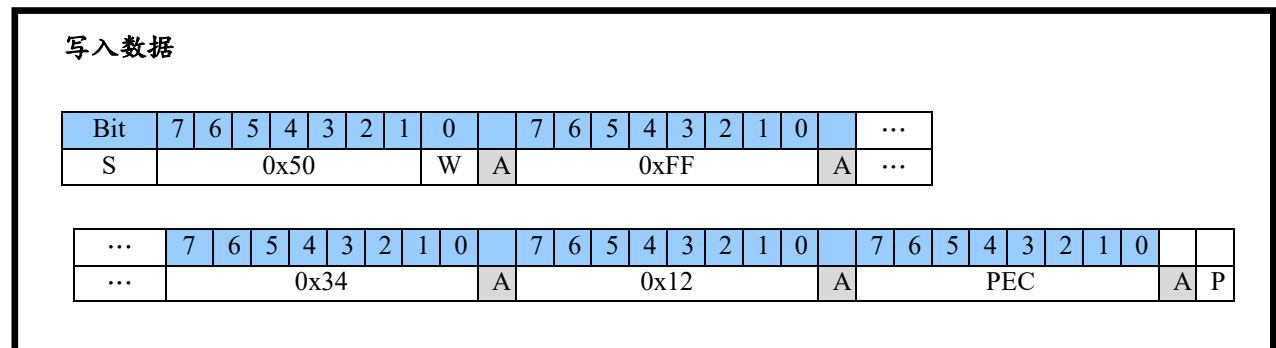 写入数据
Bit 7 6 5 4 3 2 1 0 7 6 5 4 3 2 1 0 …
S 0x50 W A 0xFF A …
… 7 6 5 4 3 2 1 0 7 6 5 4 3 2 1 0 7 6 5 4 3 2 1 0
… 0x34 A 0x12 A PEC A P